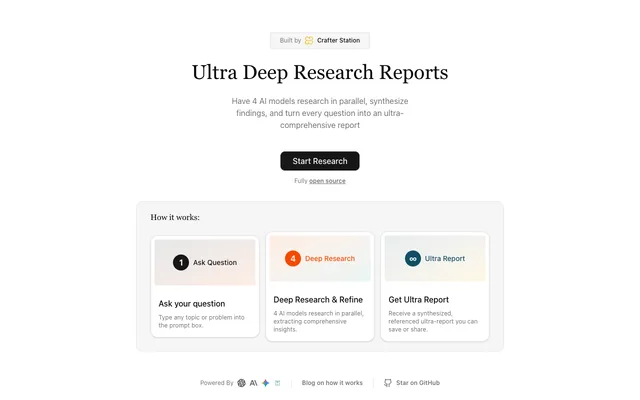 Built by Crafter Station
Ultra Deep Research Reports
Have 4 AI models research in parallel, synthesize
findings, and turn every question into an ultra-
comprehensive report
Start Research
Fully open source
How it works:
1 Ask Question
Ask your question
Type any topic or problem into
the prompt box.
4 Deep Research
Deep Research & Refine
4 AI models research in parallel,
extracting comprehensive
insights.
∞ Ultra Report
Get Ultra Report
Receive a synthesized,
referenced ultra-report you can
save or share.
Powered By
Blog on how it works
Star on GitHub